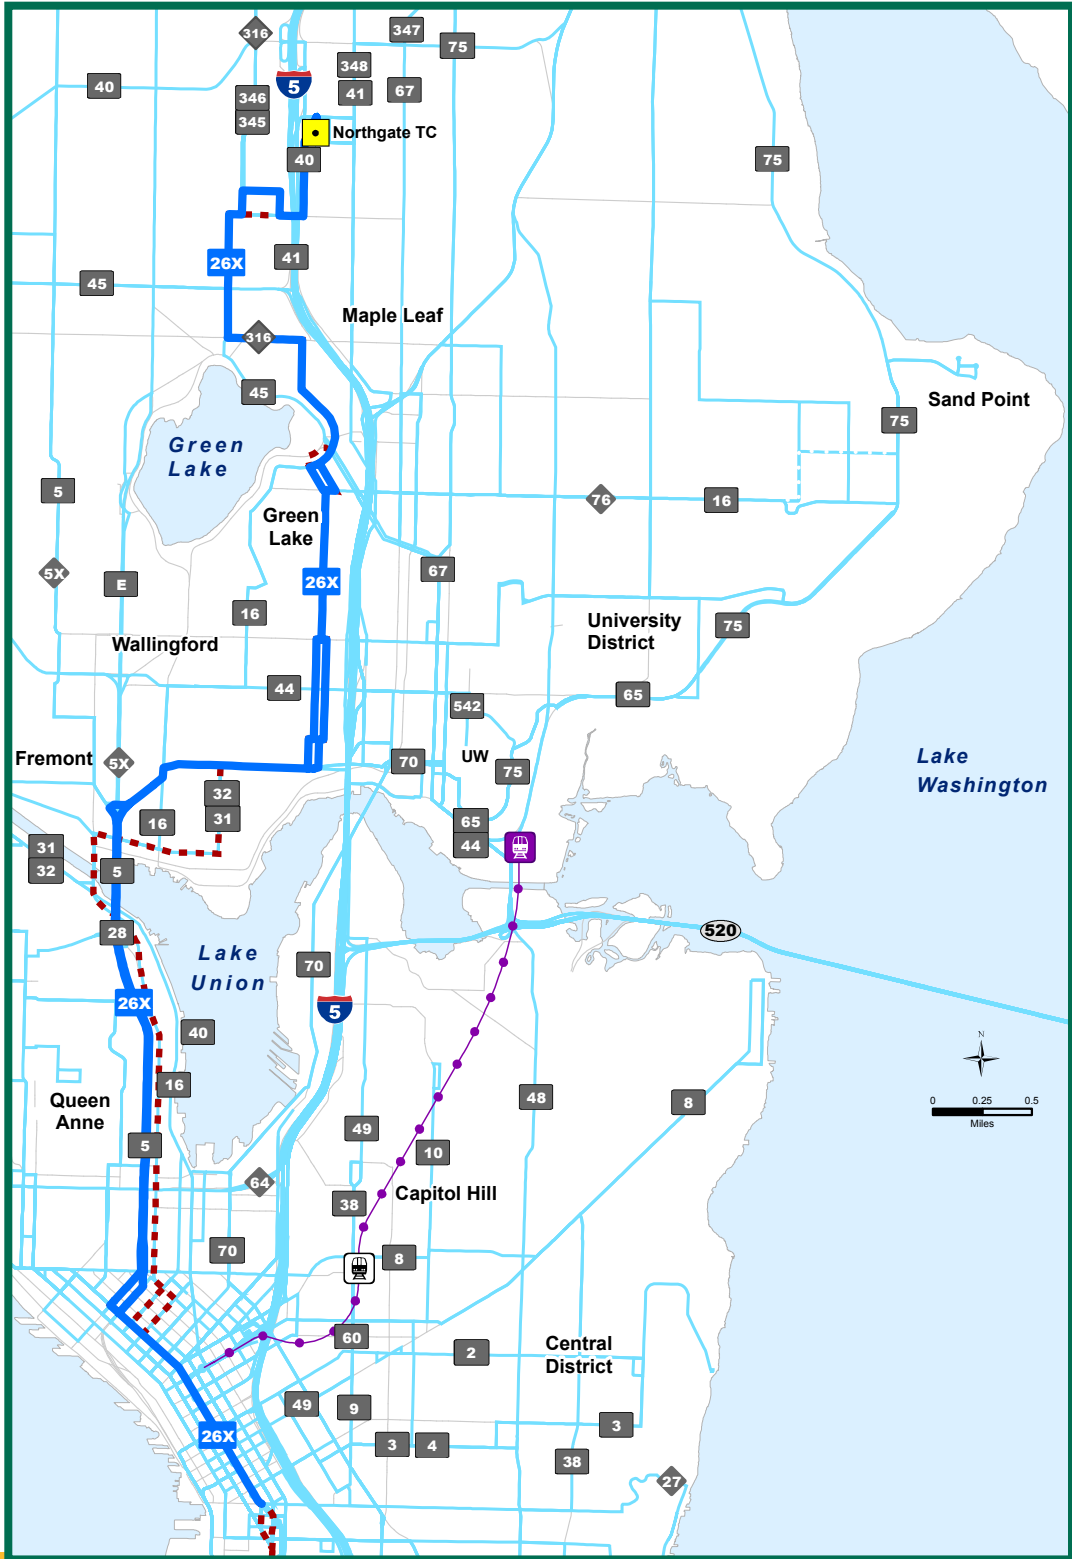 316
347
75
348
5
40
346
41
67
345
Northgate TC
40
75
26X
41
45
Maple Leaf
316
45
Sand Point
75
Green
Lake
5
76
16
Green
Lake
5X
E
67
26X
16
University
District
75
Wallingford
44
65
542
Fremont
5X
70
UW
75
Lake
Washington
32
31
16
65
44
31
32
5
28
520
Lake
Union
70
26X
5
40
N
16
48
8
0 0.25 0.5
Miles
Queen
Anne
49
5
10
64
Capitol Hill
38
70
8
60
2
Central
District
49
9
3
26X
3
4
38
27